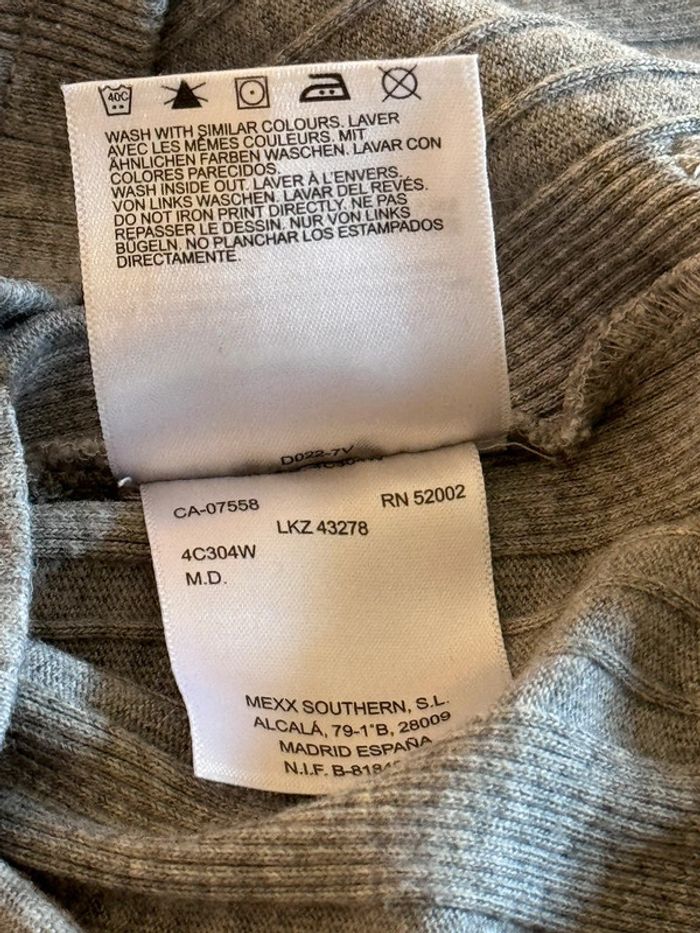 40C
WASH WITH SIMILAR COLOURS. LAVER
AVEC LES MÊMES COULEURS. MIT
ÄHNLICHEN FARBEN WASCHEN. LAVAR CON
COLORES PARECIDOS.
WASH INSIDE OUT. LAVER À L'ENVERS.
VON LINKS WASCHEN. LAVAR DEL REVÉS.
DO NOT IRON PRINT DIRECTLY. NE PAS
REPASSER LE DESSIN. NUR VON LINKS
BÜGELN. NO PLANCHAR LOS ESTAMPADOS
DIRECTAMENTE.
D022-7V
CA-07558 RN 52002
LKZ 43278
4C304W
M.D.
MEXX SOUTHERN, S.L.
ALCALÁ, 79-1°B, 28009
MADRID ESPAÑA
N.I.F. B-818